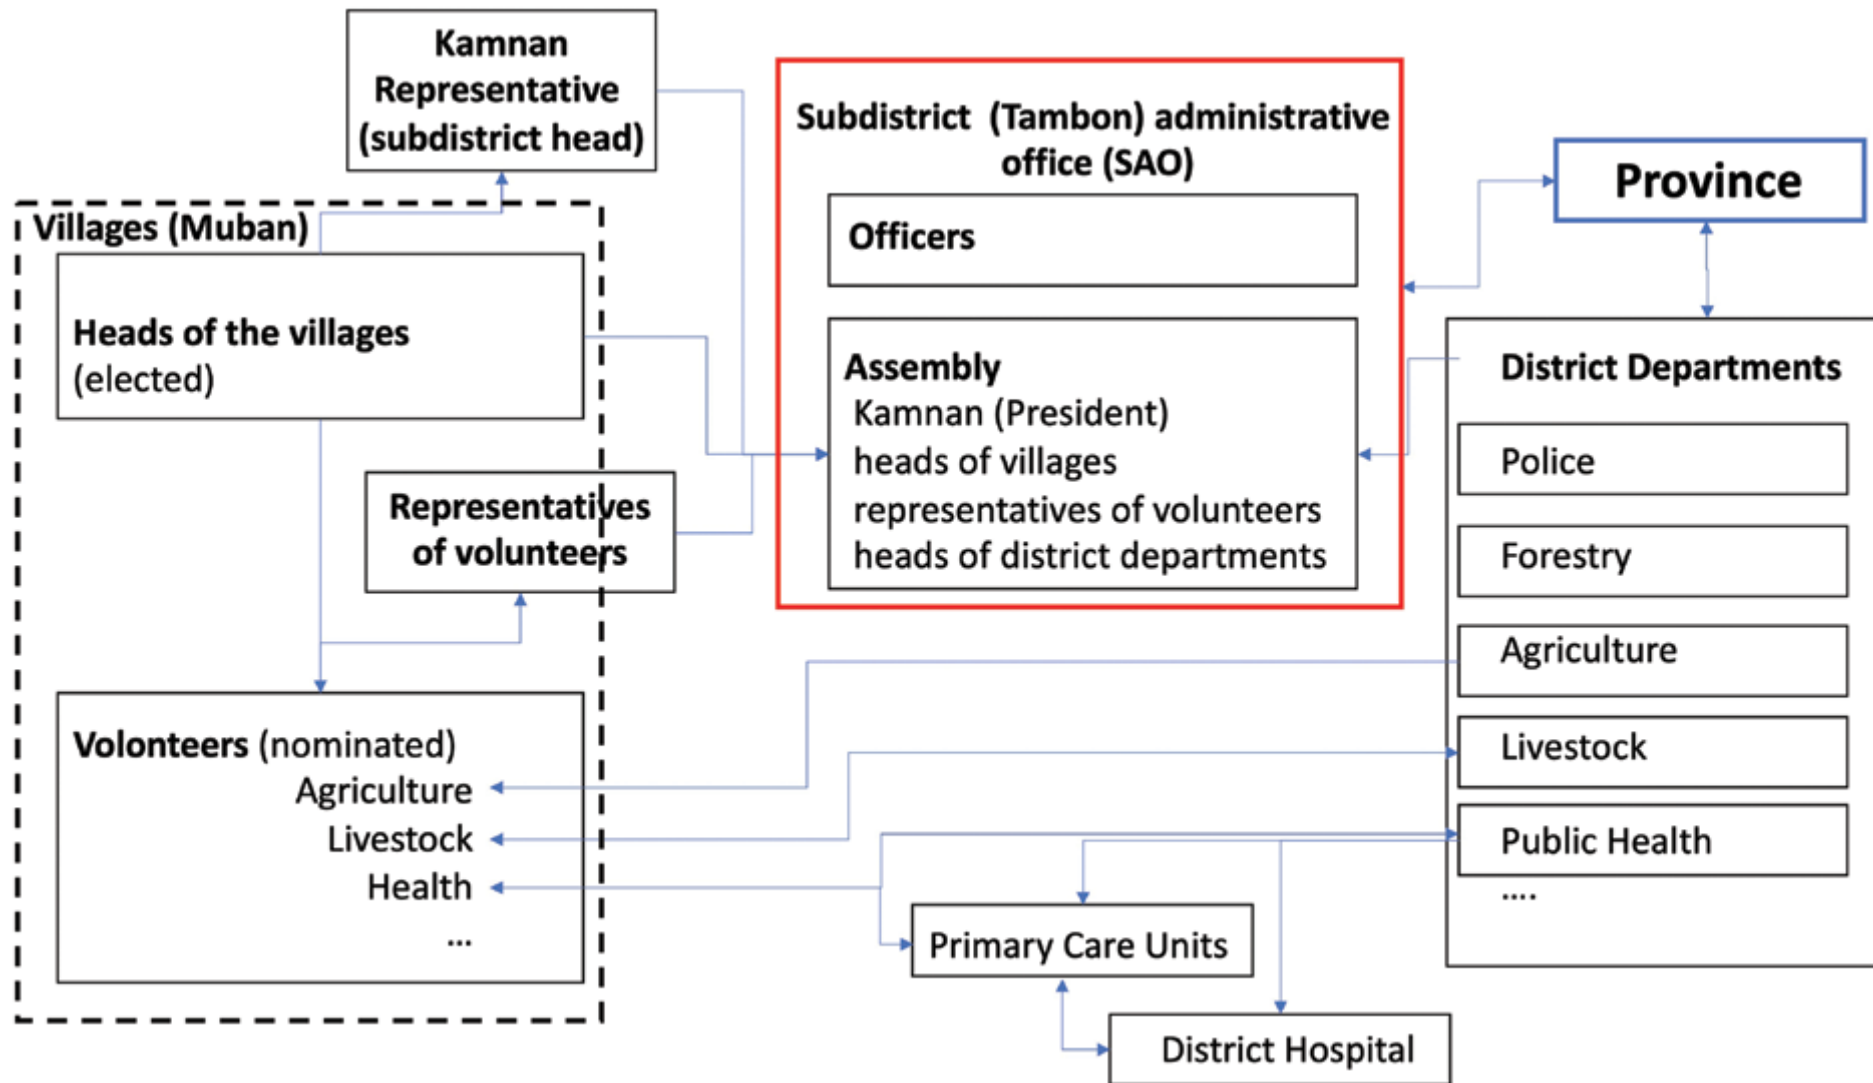 Kamnan
Representative
(subdistrict head)
Villages (Muban)
Heads of the villages
(elected)
Representatives
of volunteers
Volonteers (nominated)
Agriculture
Livestock
Health
...
Subdistrict (Tambon) administrative
office (SAO)
Officers
Assembly
Kamnan (President)
heads of villages
representatives of volunteers
heads of district departments
Province
District Departments
Police
Forestry
Agriculture
Livestock
Public Health
....
Primary Care Units
District Hospital